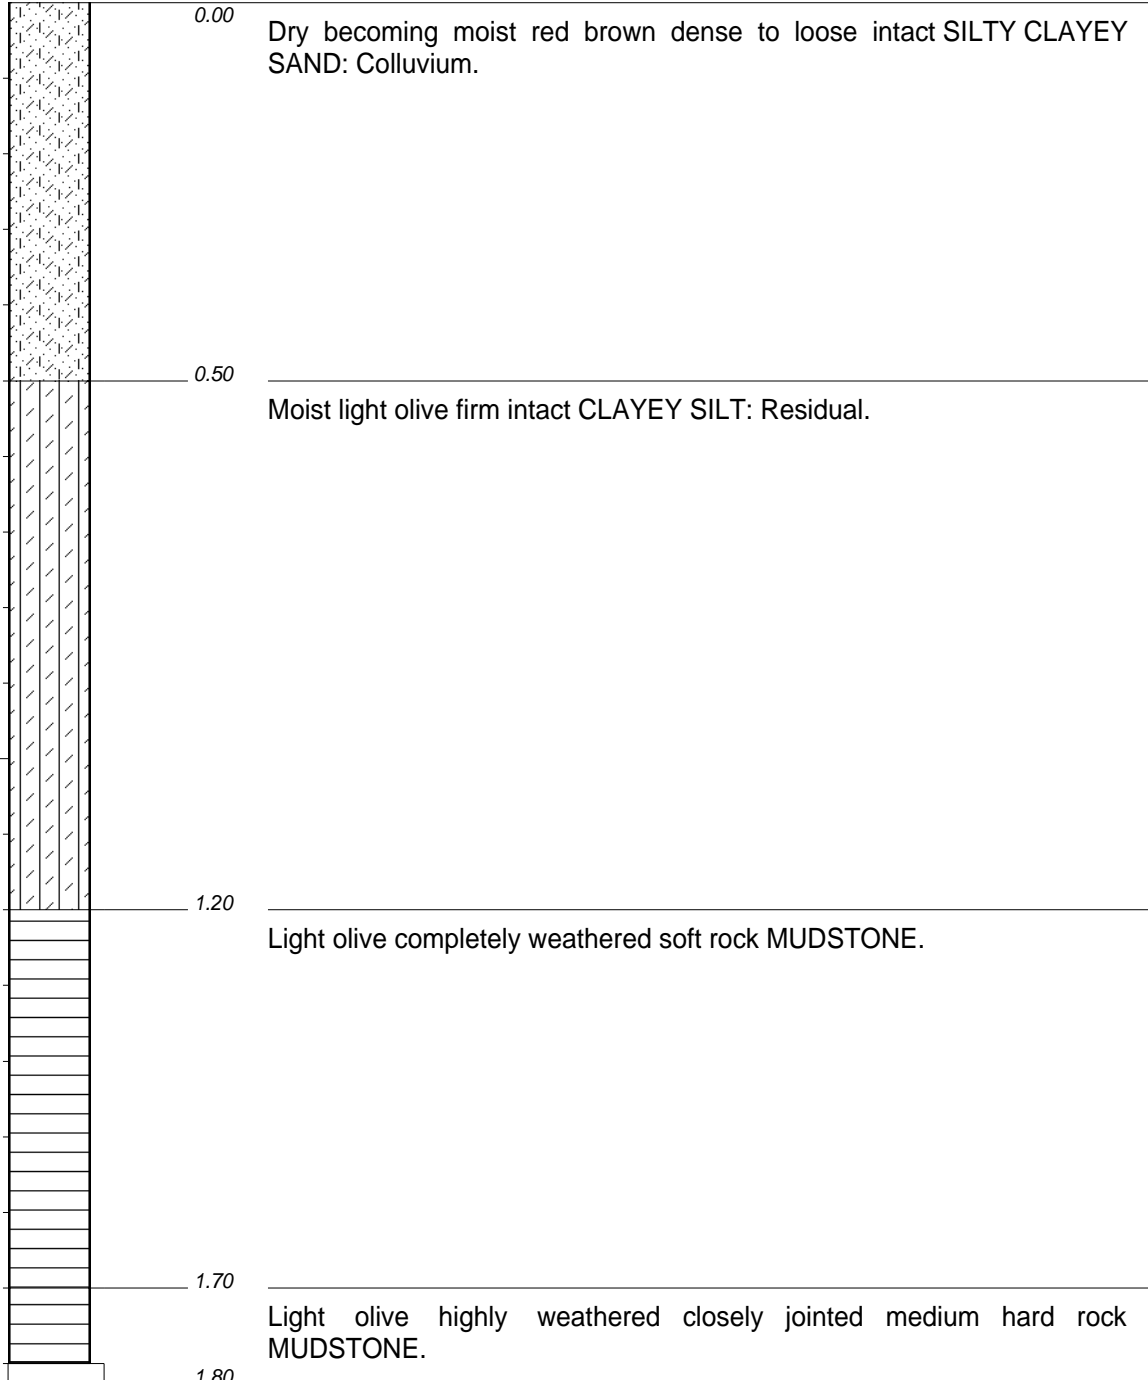 0.00
Dry becoming moist red brown dense to loose intact SILTY CLAYEY
SAND: Colluvium.
0.50
Moist light olive firm intact CLAYEY SILT: Residual.
1.20
Light olive completely weathered soft rock MUDSTONE.
1.70
Light olive highly weathered closely jointed medium hard rock
MUDSTONE.
1.80